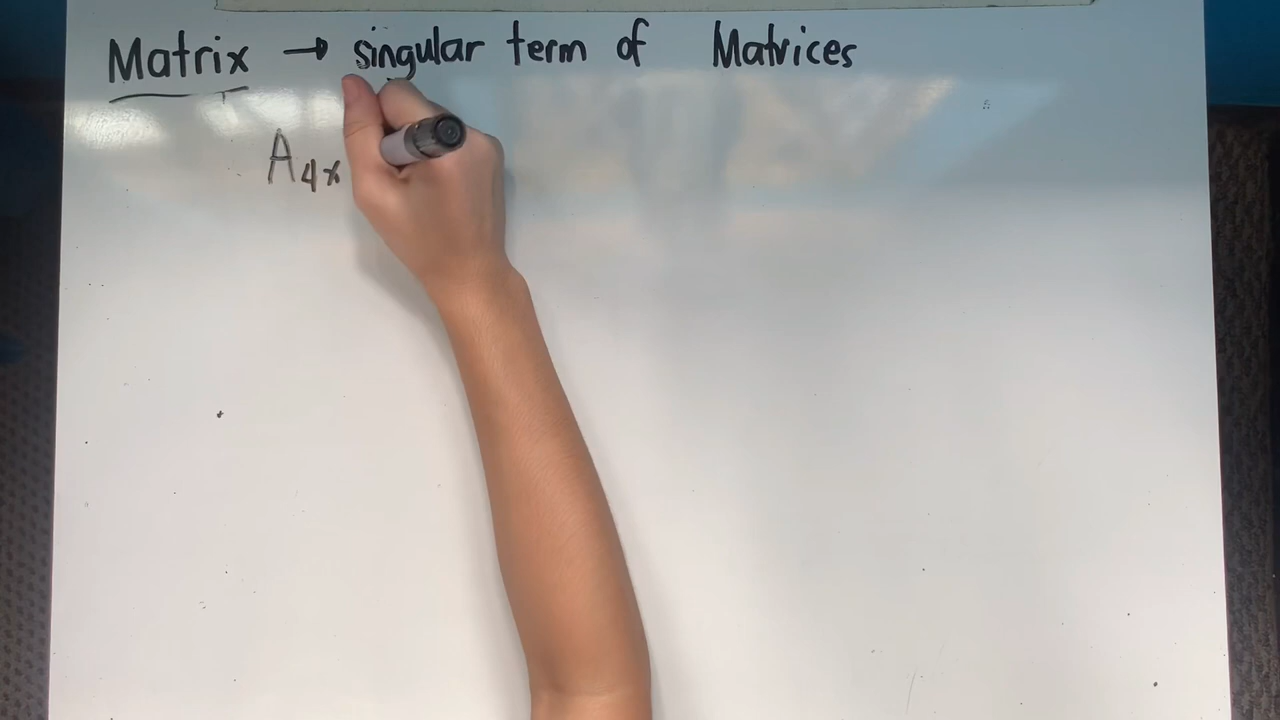 Matrix → singular term of Matrices
A4x